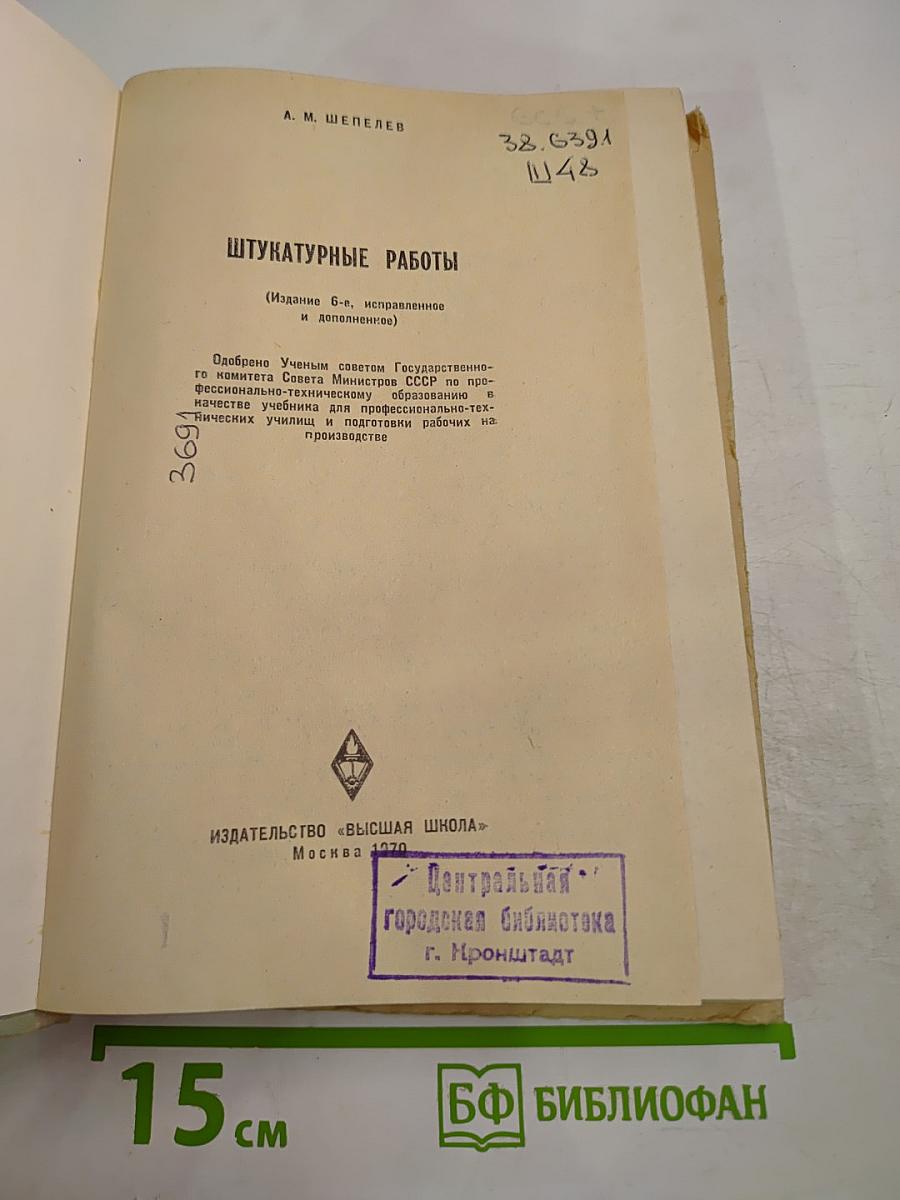 А. М. ШЕПЕЛЕВ
38.6391
Ш48
ШТУКАТУРНЫЕ РАБОТЫ
(Издание 6-е, исправленное
и дополненное)
Одобрено Ученым советом Государственно-
го комитета Совета Министров СССР по про-
фессионально-техническому образованию в
качестве учебника для профессионально-тех-
нических училищ и подготовки рабочих на
производстве
3691
ИЗДАТЕЛЬСТВО «ВЫСШАЯ ШКОЛА»
Москва 1970
Центральная
городская библиотека
г. Кронштадт
15 см
БФ БИБЛИОФАН